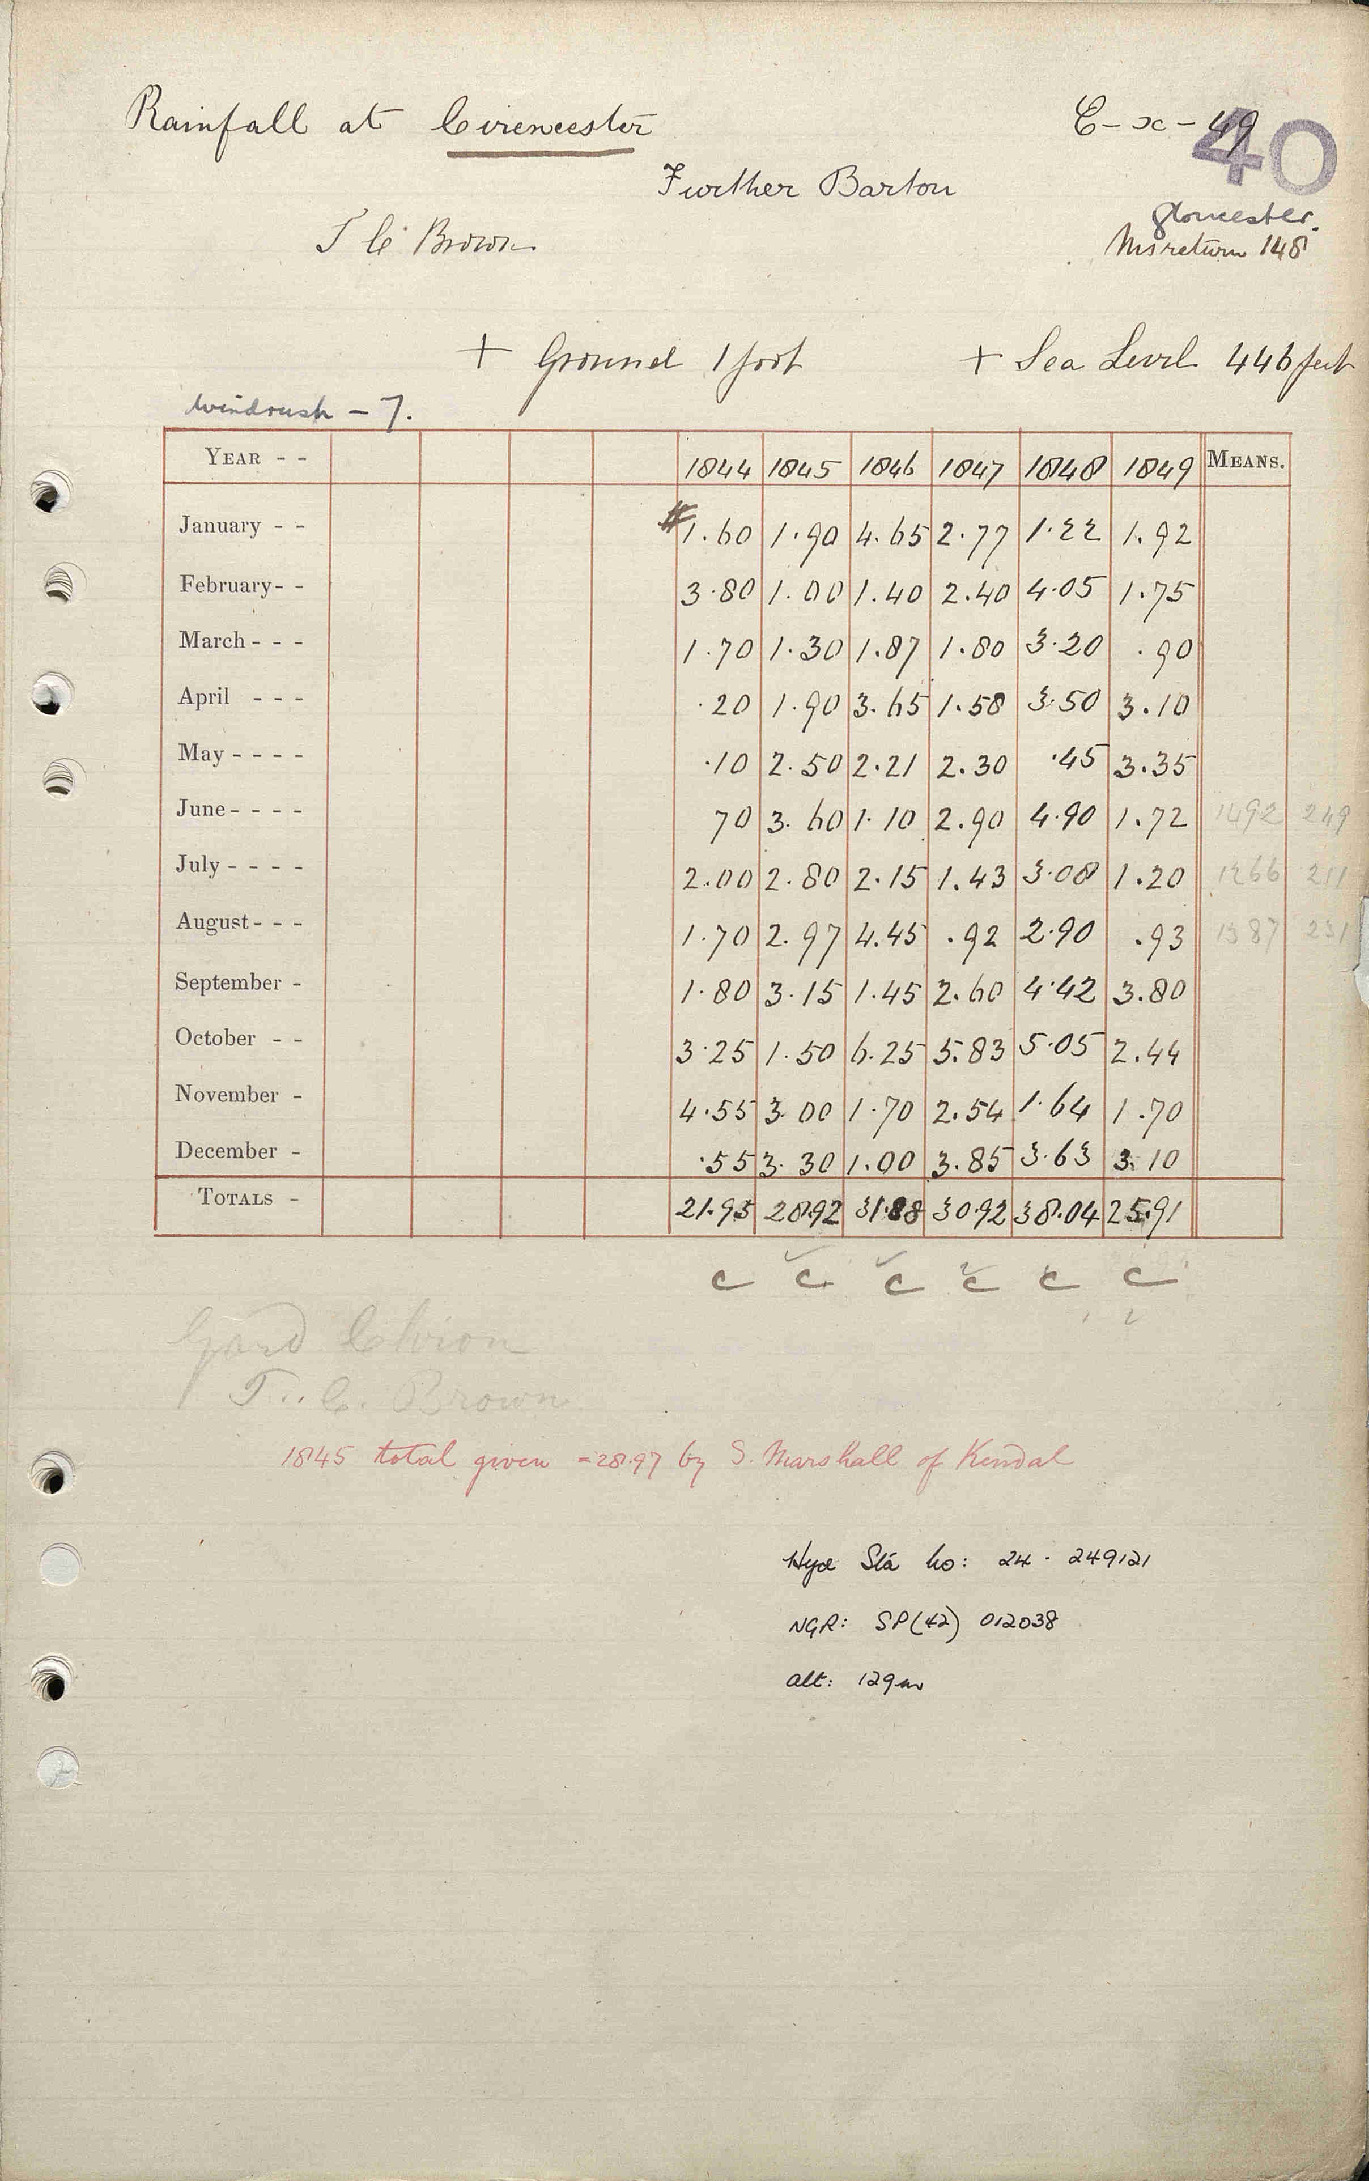 Rainfall at Cirencester
C - x - 49
40
Further Barton
Gloucester.
T C Brown
Ms return 148
+ Ground 1 foot + Sea Level 446 feet
Windrush - 7.
YEAR - - 1844 1845 1846 1847 1848 1849 MEANS.
January - - #1.60 1.90 4.65 2.77 1.22 1.92
February - - 3.80 1.00 1.40 2.40 4.05 1.75
March - - - 1.70 1.30 1.87 1.80 3.20 .90
April - - - .20 1.90 3.65 1.58 3.50 3.10
May - - - - .10 2.50 2.21 2.30 .45 3.35
June - - - - 70 3.60 1.10 2.90 4.90 1.72 1492 249
July - - - - 2.00 2.80 2.15 1.43 3.08 1.20 1266 211
August - - - 1.70 2.97 4.45 .92 2.90 .93 1387 231
September - 1.80 3.15 1.45 2.60 4.42 3.80
October - - 3.25 1.50 6.25 5.83 5.05 2.44
November - 4.55 3.00 1.70 2.54 1.64 1.70
December - .55 3.30 1.00 3.85 3.63 3.10
TOTALS - 21.95 28.92 31.88 30.92 38.04 25.91
C C C C C C
T. C. Brown
1845 total given = 28.97 by S. Marshall of Kendal
Hyd Sta No: 24 . 249121
NGR: SP (42) 012038
Alt: 129m